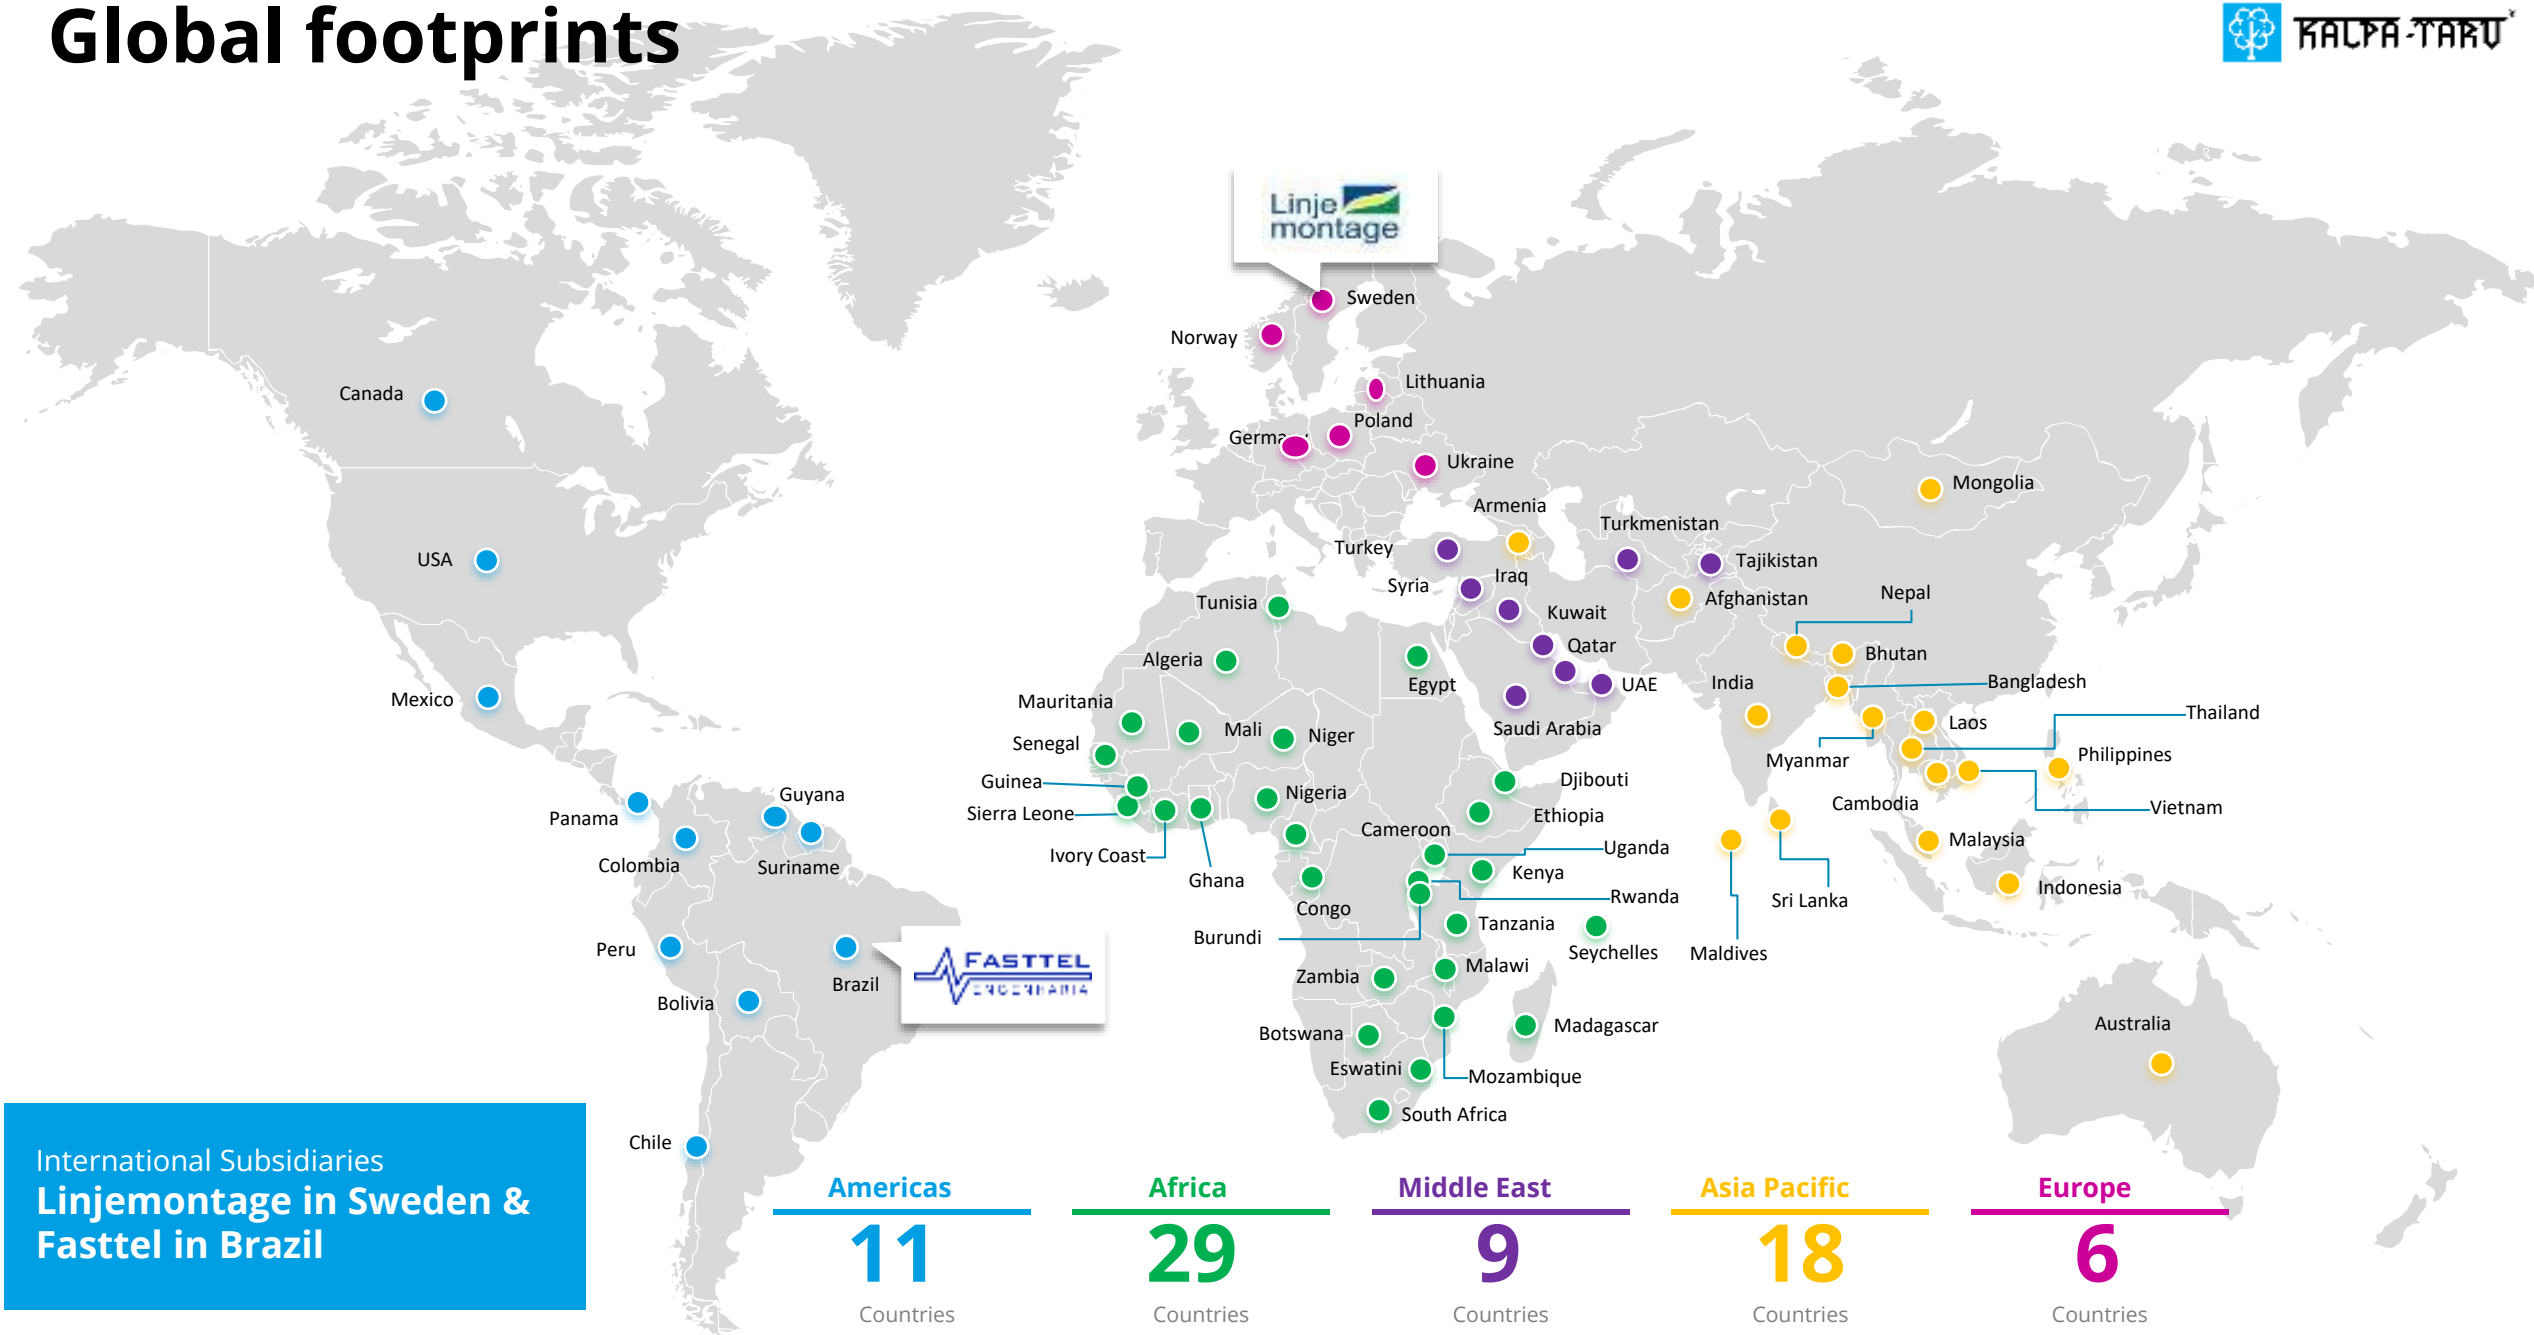 Global footprints
KALPA-TARU
Linje
montage
Sweden
Norway
Lithuania
Canada
Poland
Germany
Ukraine
Mongolia
Armenia
Turkmenistan
Turkey
USA
Tajikistan
Iraq
Syria
Nepal
Afghanistan
Tunisia
Kuwait
Qatar
Bhutan
Algeria
Bangladesh
India
Egypt
UAE
Mexico
Mauritania
Thailand
Laos
Saudi Arabia
Mali
Niger
Senegal
Philippines
Myanmar
Djibouti
Guinea
Nigeria
Guyana
Cambodia
Vietnam
Sierra Leone
Ethiopia
Panama
Cameroon
Malaysia
Uganda
Ivory Coast
Colombia
Suriname
Kenya
Ghana
Indonesia
Rwanda
Sri Lanka
Congo
Tanzania
Burundi
Peru
Seychelles
Maldives
FASTTEL
ENGENHARIA
Malawi
Zambia
Brazil
Bolivia
Australia
Madagascar
Botswana
Eswatini
Mozambique
South Africa
Chile
International Subsidiaries
Linjemontage in Sweden &
Fasttel in Brazil
Americas
11
Countries
Africa
29
Countries
Middle East
9
Countries
Asia Pacific
18
Countries
Europe
6
Countries